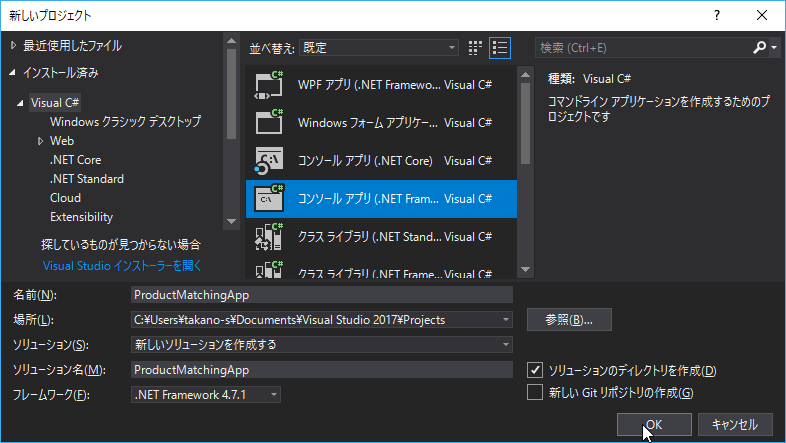 新しいプロジェクト
? ×
最近使用したファイル
インストール済み
Visual C#
Windows クラシック デスクトップ
Web
.NET Core
.NET Standard
Cloud
Extensibility
探しているものが見つからない場合
Visual Studio インストーラーを開く
並べ替え: 既定
WPF アプリ (.NET Framewo... Visual C#
Windows フォーム アプリケー... Visual C#
コンソール アプリ (.NET Core) Visual C#
コンソール アプリ (.NET Fram... Visual C#
クラス ライブラリ (.NET Stand... Visual C#
クラス ライブラリ (.NET Frame... Visual C#
検索 (Ctrl+E)
種類: Visual C#
コマンドライン アプリケーションを作成するためのプ
ロジェクトです
名前(N): ProductMatchingApp
場所(L): C:¥Users¥takano-s¥Documents¥Visual Studio 2017¥Projects 参照(B)...
ソリューション(S): 新しいソリューションを作成する
ソリューション名(M): ProductMatchingApp ソリューションのディレクトリを作成(D)
フレームワーク(F): .NET Framework 4.7.1 新しい Git リポジトリの作成(G)
OK キャンセル